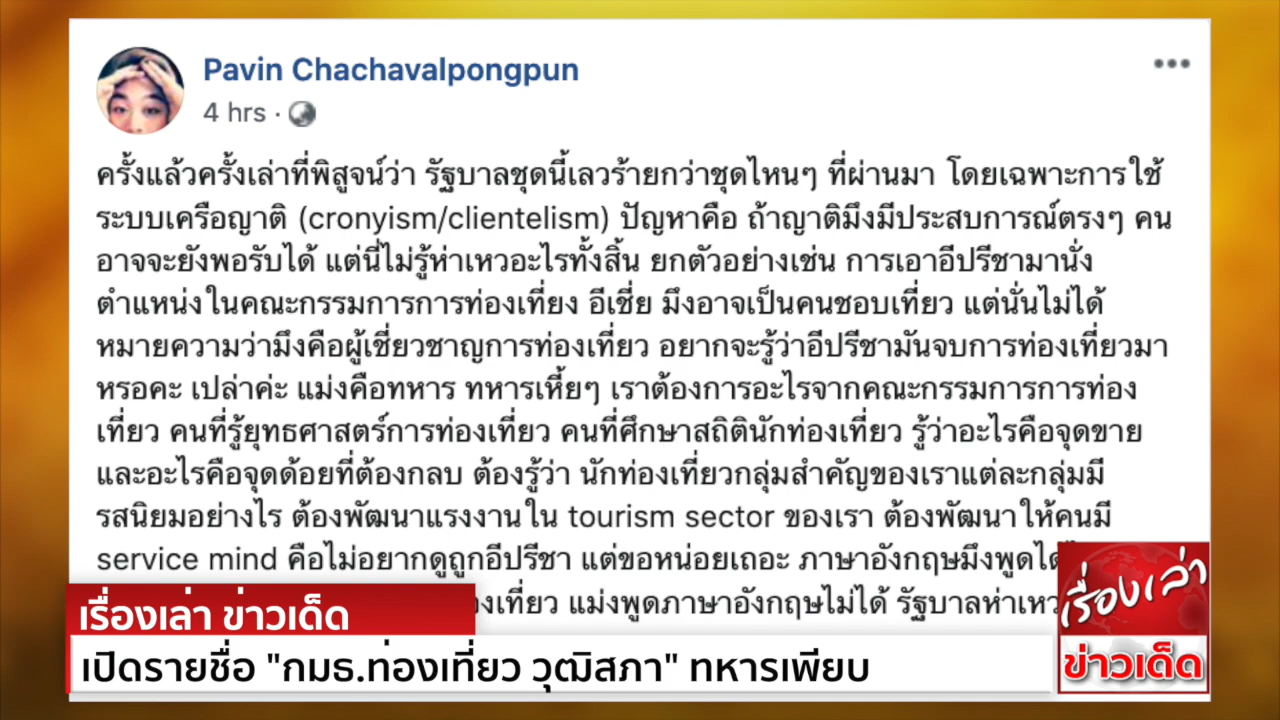 Pavin Chachavalpongpun
4 hrs ·
ครั้งแล้วครั้งเล่าที่พิสูจน์ว่า รัฐบาลชุดนี้เลวร้ายกว่าชุดไหนๆ ที่ผ่านมา โดยเฉพาะการใช้
ระบบเครือญาติ (cronyism/clientelism) ปัญหาคือ ถ้าญาติมึงมีประสบการณ์ตรงๆ คน
อาจจะยังพอรับได้ แต่นี่ไม่รู้ห่าเหวอะไรทั้งสิ้น ยกตัวอย่างเช่น การเอาอีปรีชามานั่ง
ตำแหน่งในคณะกรรมการการท่องเที่ยง อีเชี่ย มึงอาจเป็นคนชอบเที่ยว แต่นั่นไม่ได้
หมายความว่ามึงคือผู้เชี่ยวชาญการท่องเที่ยว อยากจะรู้ว่าอีปรีชามันจบการท่องเที่ยวมา
หรอคะ เปล่าค่ะ แม่งคือทหาร ทหารเหี้ยๆ เราต้องการอะไรจากคณะกรรมการการท่อง
เที่ยว คนที่รู้ยุทธศาสตร์การท่องเที่ยว คนที่ศึกษาสถิตินักท่องเที่ยว รู้ว่าอะไรคือจุดขาย
และอะไรคือจุดด้อยที่ต้องกลบ ต้องรู้ว่า นักท่องเที่ยวกลุ่มสำคัญของเราแต่ละกลุ่มมี
รสนิยมอย่างไร ต้องพัฒนาแรงงานใน tourism sector ของเรา ต้องพัฒนาให้คนมี
service mind คือไม่อยากดูถูกอีปรีชา แต่ขอหน่อยเถอะ ภาษาอังกฤษมึงพูดได้
องเที่ยว แม่งพูดภาษาอังกฤษไม่ได้ รัฐบาลห่าเหว
เรื่องเล่า ข่าวเด็ด
เปิดรายชื่อ "กมธ.ท่องเที่ยว วุฒิสภา" ทหารเพียบ
เรื่องเล่า
ข่าวเด็ด